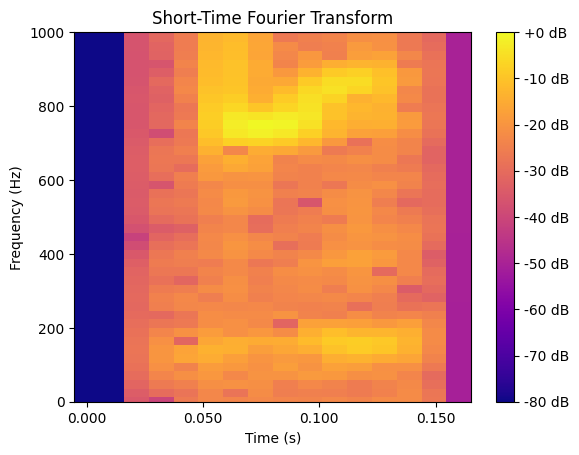 Short-Time Fourier Transform
Frequency (Hz)
1000
800
600
400
200
0
0.000
0.050
0.100
0.150
Time (s)
+0 dB
-10 dB
-20 dB
-30 dB
-40 dB
-50 dB
-60 dB
-70 dB
-80 dB